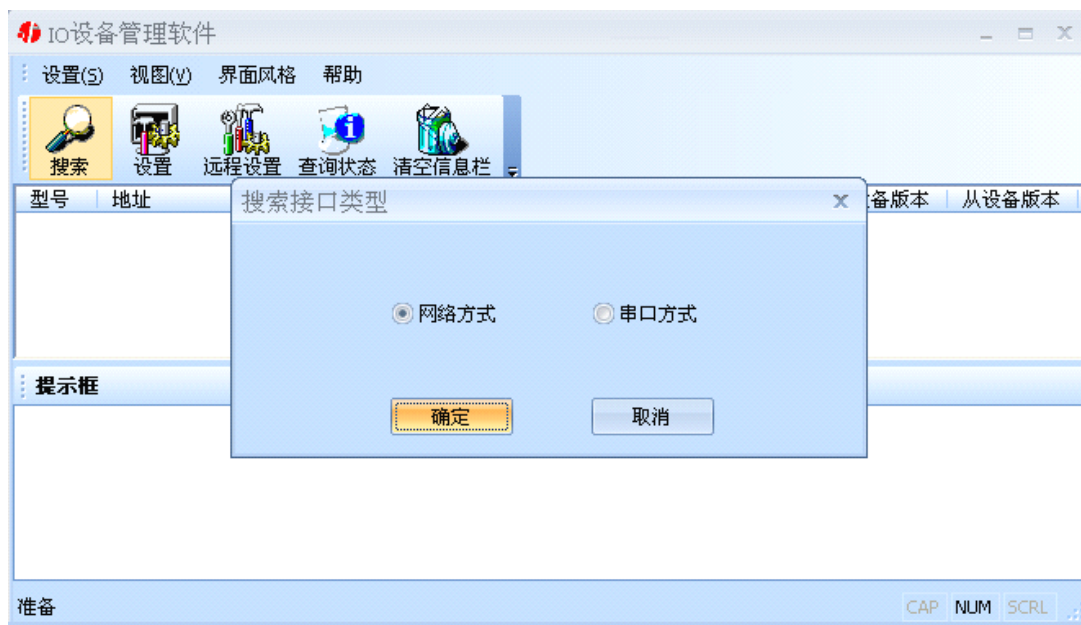 IO设备管理软件
设置(S) 视图(V) 界面风格 帮助
搜索 设置 远程设置 查询状态 清空信息栏
型号 地址 备版本 从设备版本
搜索接口类型
网络方式 串口方式
确定 取消
提示框
准备 CAP NUM SCRL